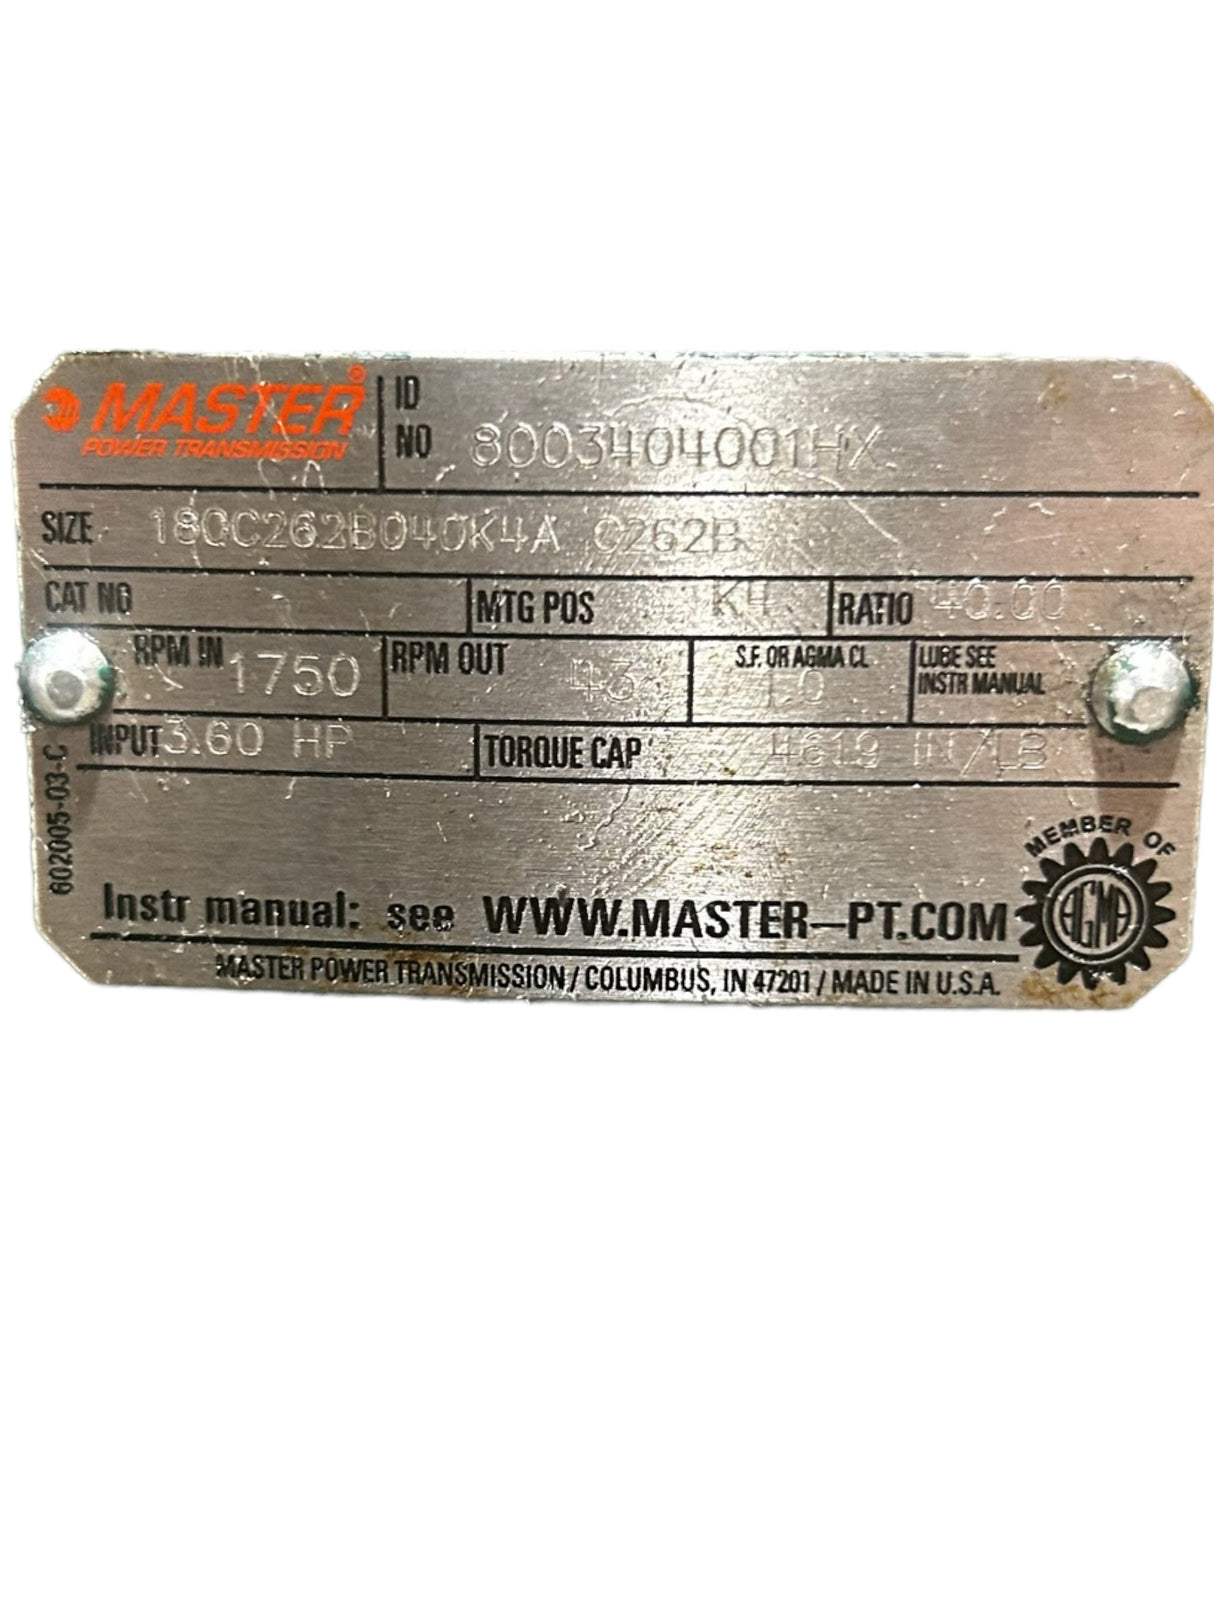 MASTER®
POWER TRANSMISSION
ID NO 8003404001HX
SIZE 180C262B040K4A C262B
CAT NO MTG POS K4 RATIO 40.00
RPM IN 1750 RPM OUT 43 S.F. OR AGMA CL 1.0 LUBE SEE INSTR MANUAL
INPUT 3.60 HP TORQUE CAP 4619 IN/LB
602005-03-C
MEMBER OF
AGMA
Instr manual: see WWW.MASTER-PT.COM
MASTER POWER TRANSMISSION / COLUMBUS, IN 47201 / MADE IN U.S.A.